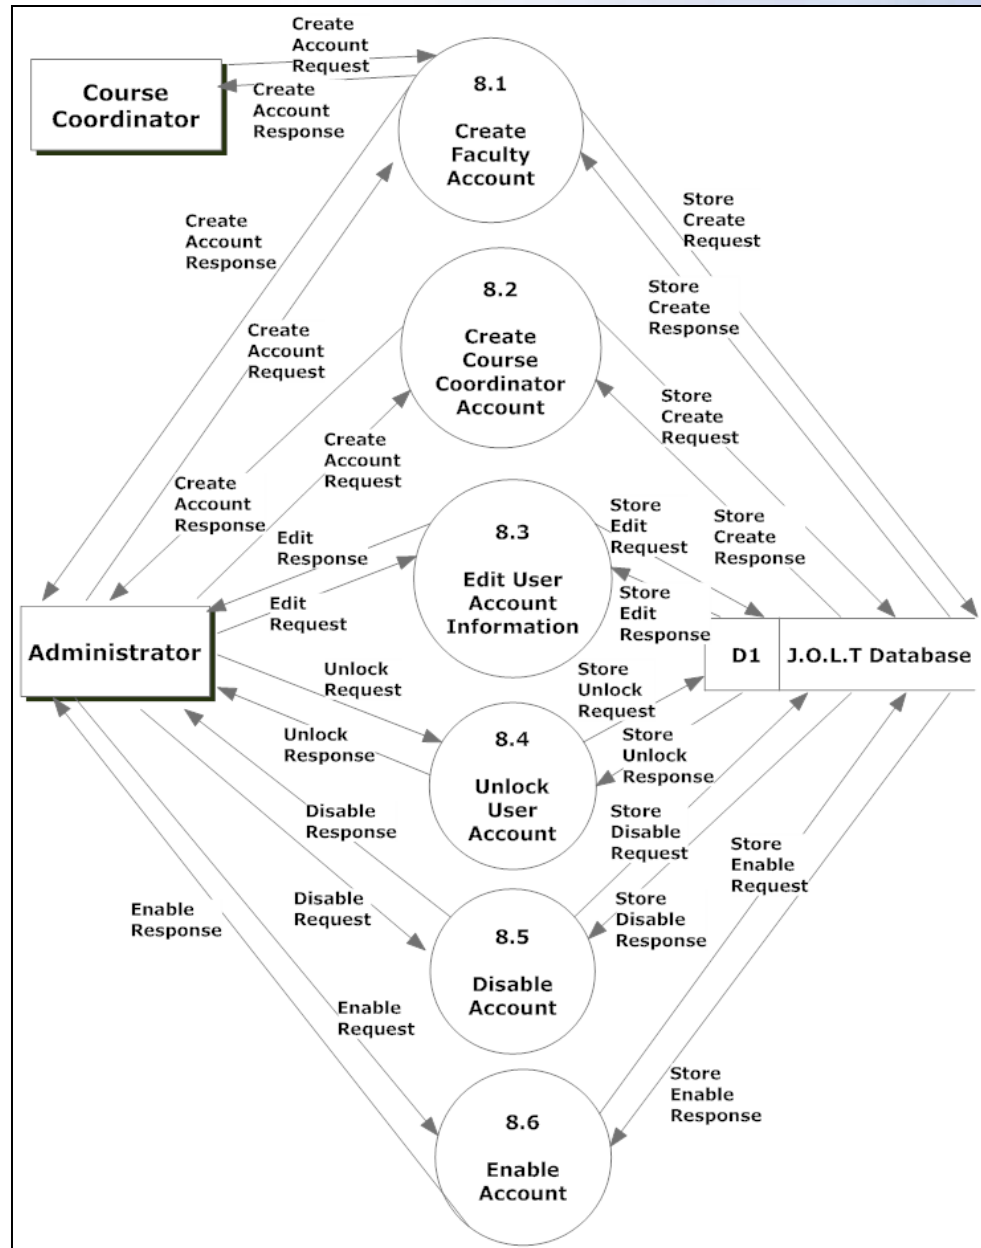 Create
Account
Request
Course
Coordinator
Create
Account
Response
8.1
Create
Faculty
Account
Create
Account
Response
Store
Create
Request
Store
Create
Response
Create
Account
Request
8.2
Create
Course
Coordinator
Account
Store
Create
Request
Create
Account
Request
Create
Account
Response
Store
Create
Response
Edit
Response
8.3
Edit User
Account
Information
Store
Edit
Request
Edit
Request
Store
Edit
Response
Administrator
D1
J.O.L.T Database
Unlock
Request
Store
Unlock
Request
Unlock
Response
8.4
Unlock
User
Account
Store
Unlock
Response
Disable
Response
Store
Disable
Request
Store
Enable
Request
Enable
Response
Disable
Request
8.5
Disable
Account
Store
Disable
Response
Enable
Request
Store
Enable
Response
8.6
Enable
Account